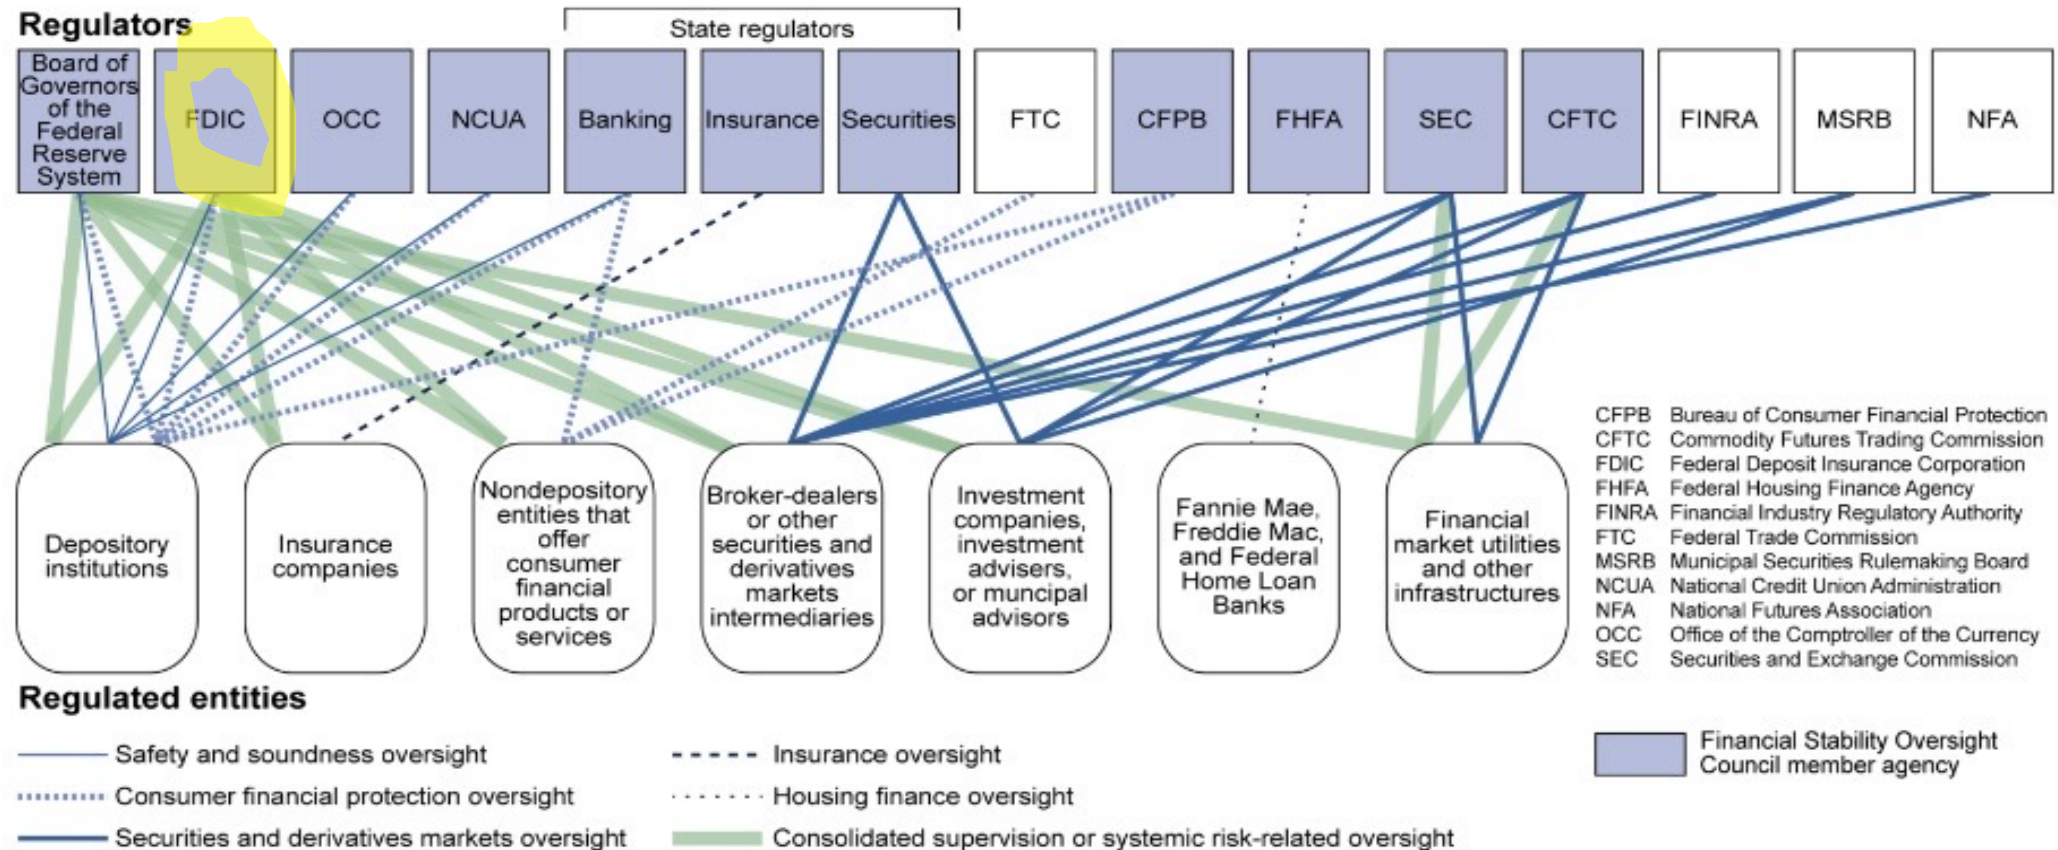 Regulators
State regulators
Board of
Governors
of the
Federal
Reserve
System
FDIC
OCC
NCUA
Banking
Insurance
Securities
FTC
CFPB
FHFA
SEC
CFTC
FINRA
MSRB
NFA
Depository
institutions
Insurance
companies
Nondepository
entities that
offer
consumer
financial
products or
services
Broker-dealers
or other
securities and
derivatives
markets
intermediaries
Investment
companies,
investment
advisers,
or muncipal
advisors
Fannie Mae,
Freddie Mac,
and Federal
Home Loan
Banks
Financial
market utilities
and other
infrastructures
CFPB Bureau of Consumer Financial Protection
CFTC Commodity Futures Trading Commission
FDIC Federal Deposit Insurance Corporation
FHFA Federal Housing Finance Agency
FINRA Financial Industry Regulatory Authority
FTC Federal Trade Commission
MSRB Municipal Securities Rulemaking Board
NCUA National Credit Union Administration
NFA National Futures Association
OCC Office of the Comptroller of the Currency
SEC Securities and Exchange Commission
Regulated entities
Safety and soundness oversight
Consumer financial protection oversight
Securities and derivatives markets oversight
Insurance oversight
Housing finance oversight
Consolidated supervision or systemic risk-related oversight
Financial Stability Oversight
Council member agency